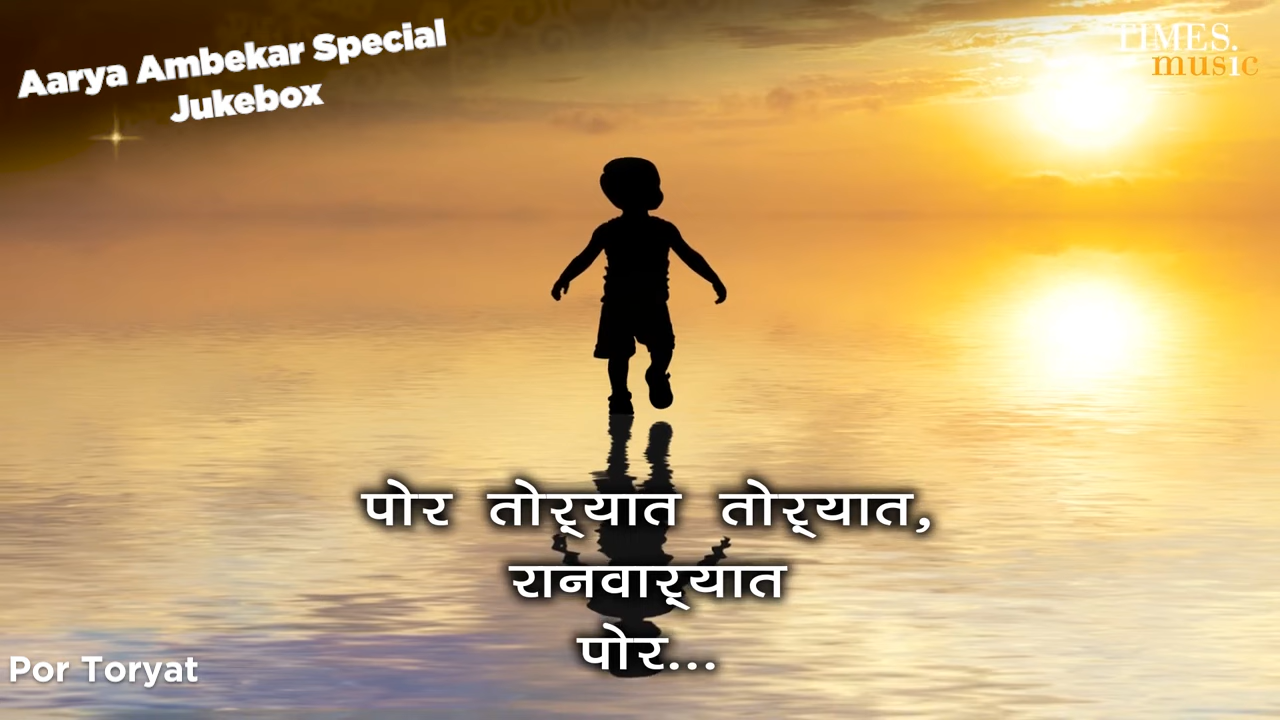 Aarya Ambekar Special
Jukebox
TIMES.
music
पोर तोऱ्यात तोऱ्यात,
रानवाऱ्यात
पोर...
Por Toryat